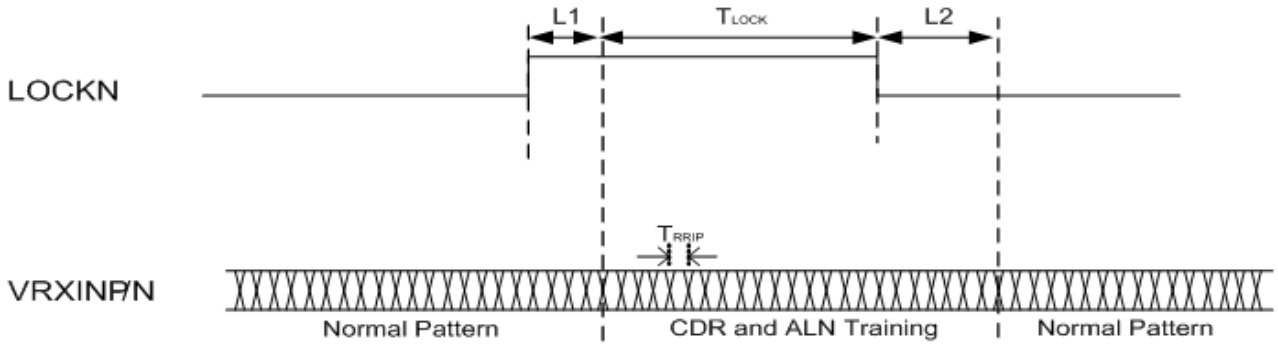 L1 TLOCK L2
LOCKN
TRRIP
VRXINP/N
Normal Pattern CDR and ALN Training Normal Pattern